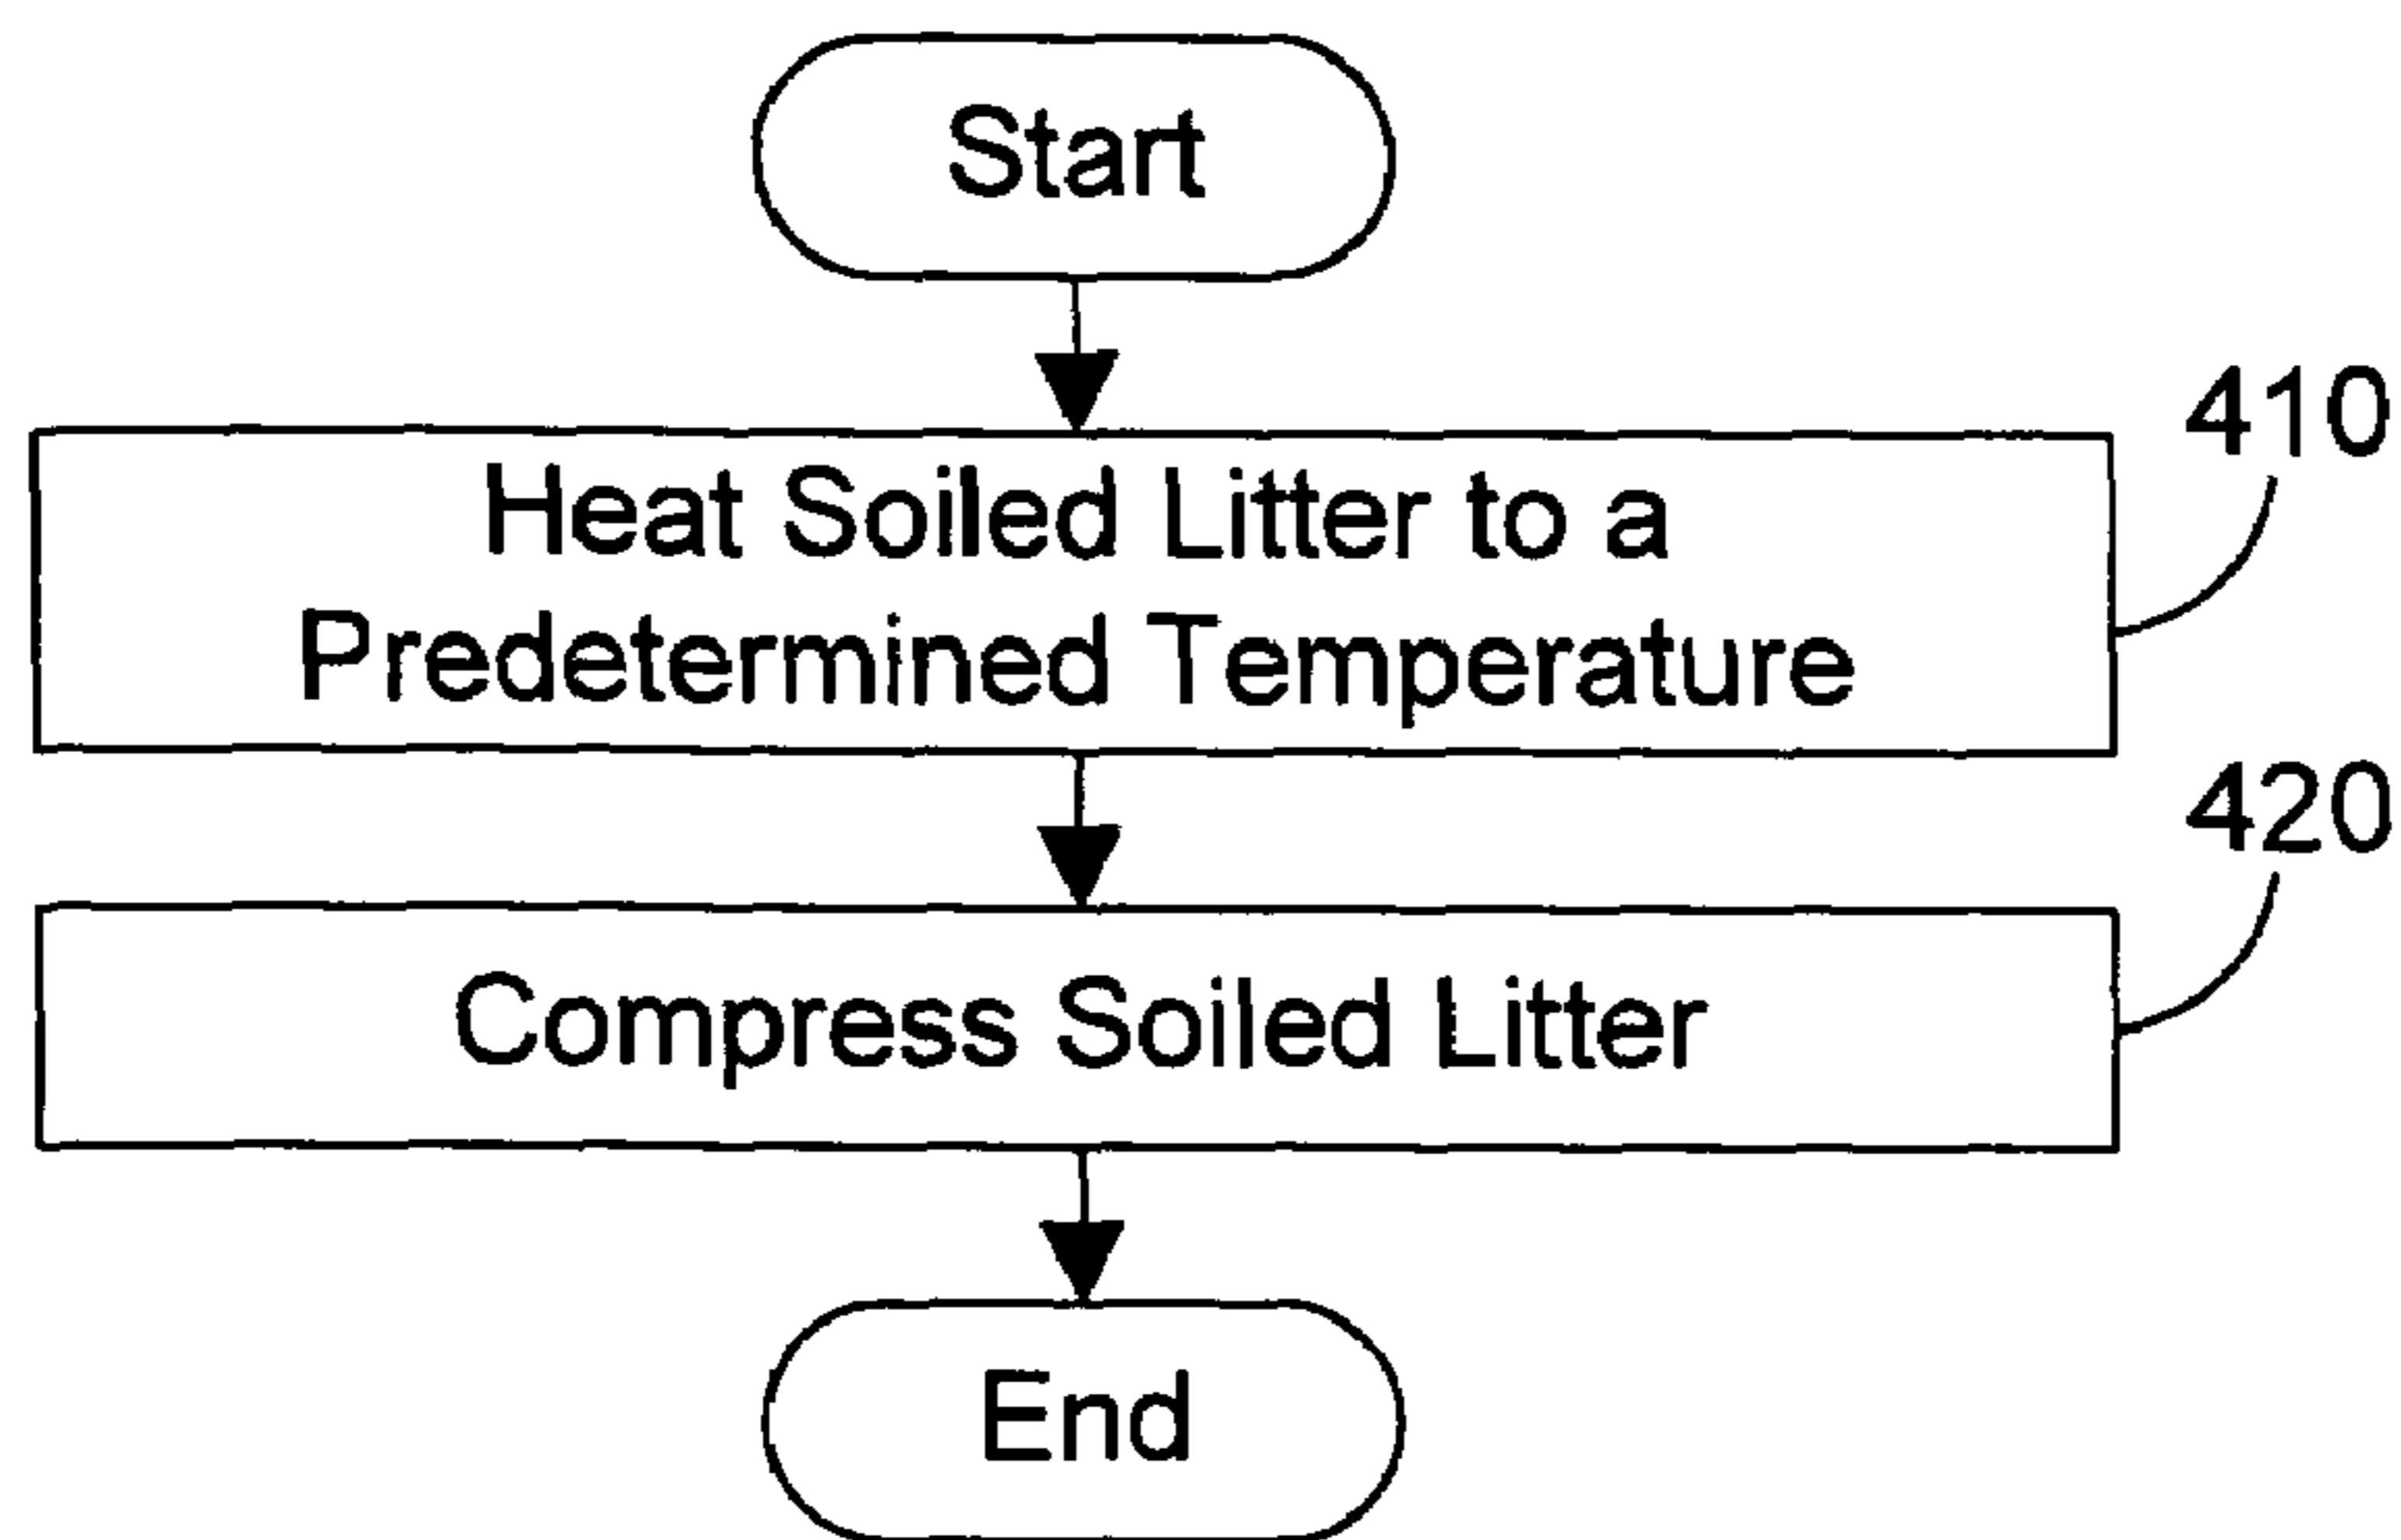 Start
410
Heat Soiled Litter to a
Predetermined Temperature
420
Compress Soiled Litter
End